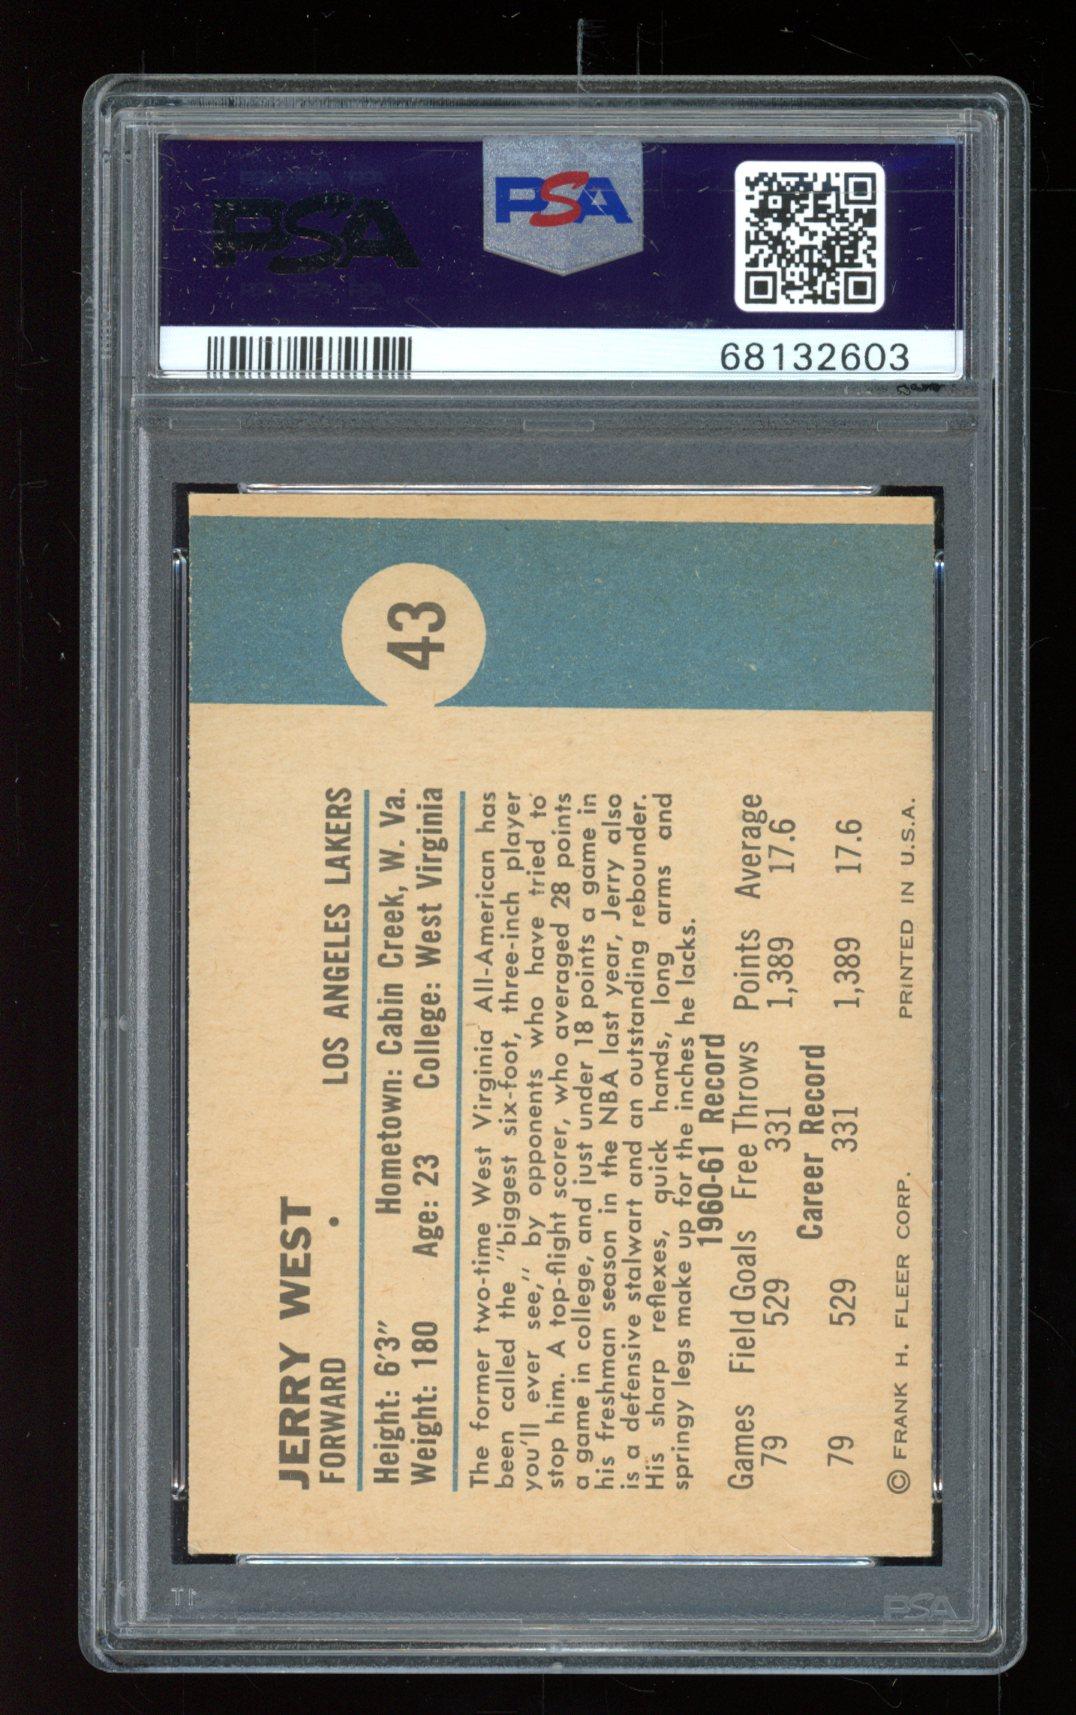 PSA
PSA
68132603
43
JERRY WEST
FORWARD • LOS ANGELES LAKERS
Height: 6'3" Hometown: Cabin Creek, W. Va.
Weight: 180 Age: 23 College: West Virginia
The former two-time West Virginia All-American has
been called the "biggest six-foot, three-inch player
you'll ever see," by opponents who have tried to
stop him. A top-flight scorer, who averaged 28 points
a game in college, and just under 18 points a game in
his freshman season in the NBA last year, Jerry also
is a defensive stalwart and an outstanding rebounder.
His sharp reflexes, quick hands, long arms and
springy legs make up for the inches he lacks.
1960-61 Record
Games Field Goals Free Throws Points Average
79 529 331 1,389 17.6
Career Record
79 529 331 1,389 17.6
© FRANK H. FLEER CORP. PRINTED IN U.S.A.
PSA